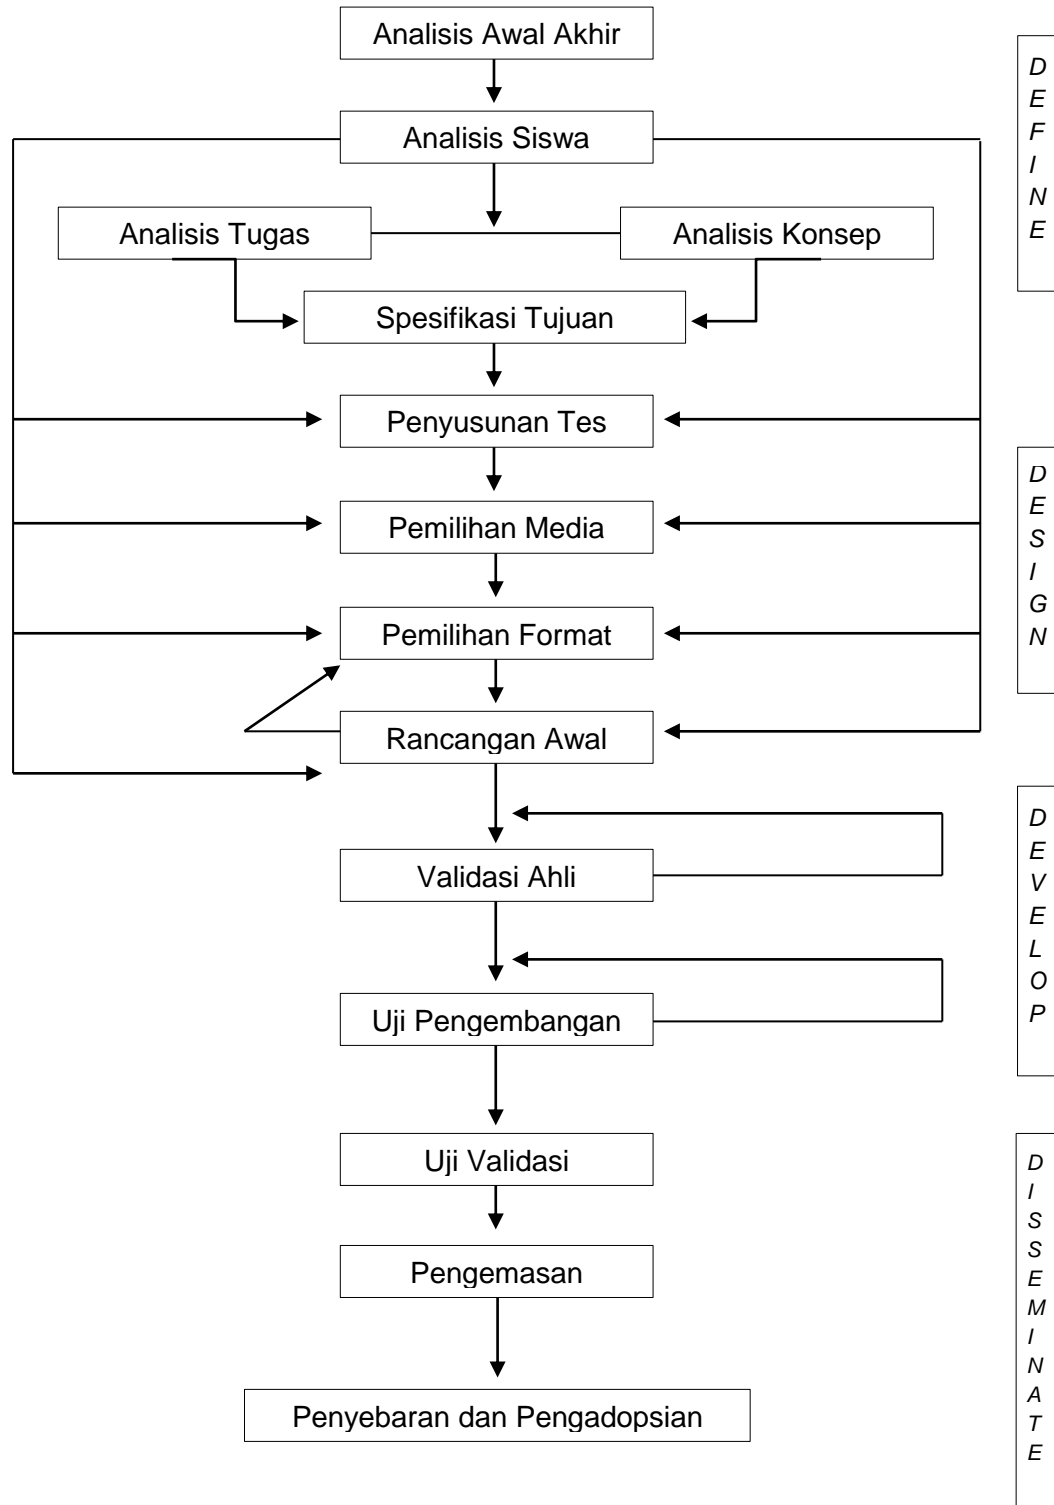 Analisis Awal Akhir
Analisis Siswa
Analisis Tugas
Analisis Konsep
Spesifikasi Tujuan
DEFINE
Penyusunan Tes
Pemilihan Media
Pemilihan Format
Rancangan Awal
DESIGN
Validasi Ahli
Uji Pengembangan
DEVELOP
Uji Validasi
Pengemasan
Penyebaran dan Pengadopsian
DISSEMINATE